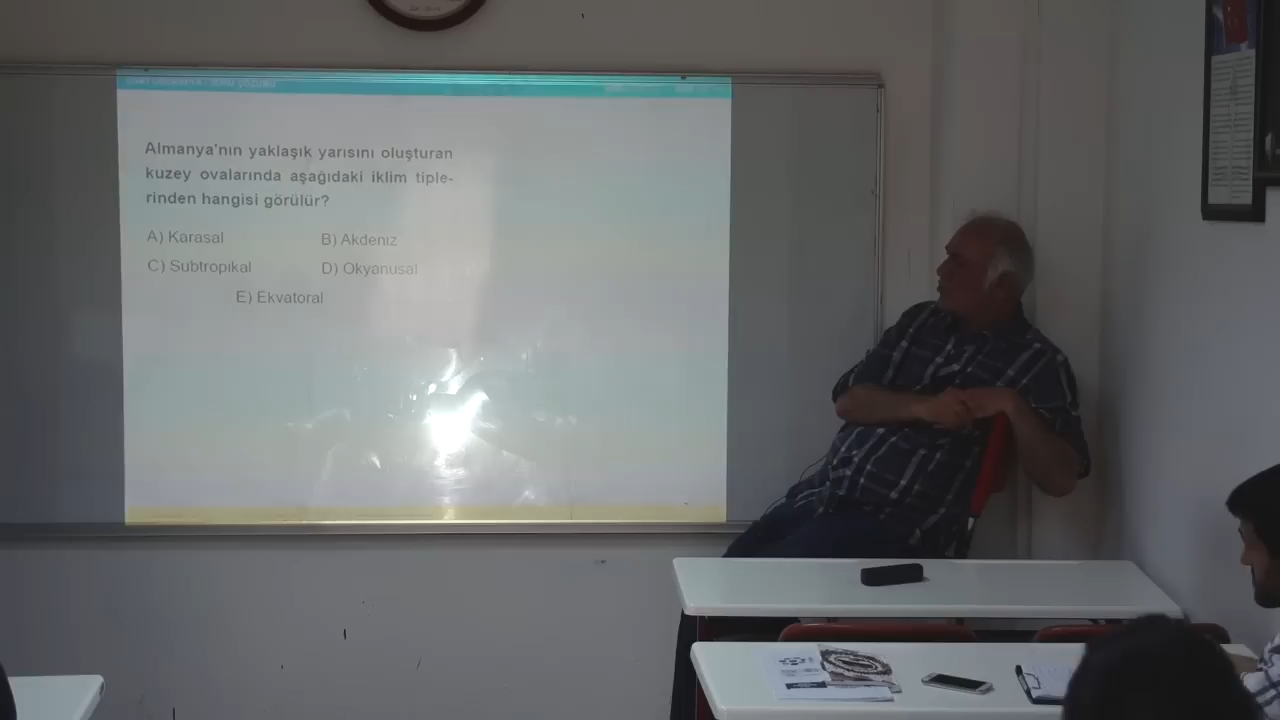 Almanya'nın yaklaşık yarısını oluşturan
kuzey ovalarında aşağıdaki iklim tiple-
rinden hangisi görülür?
A) Karasal B) Akdeniz
C) Subtropikal D) Okyanusal
E) Ekvatoral